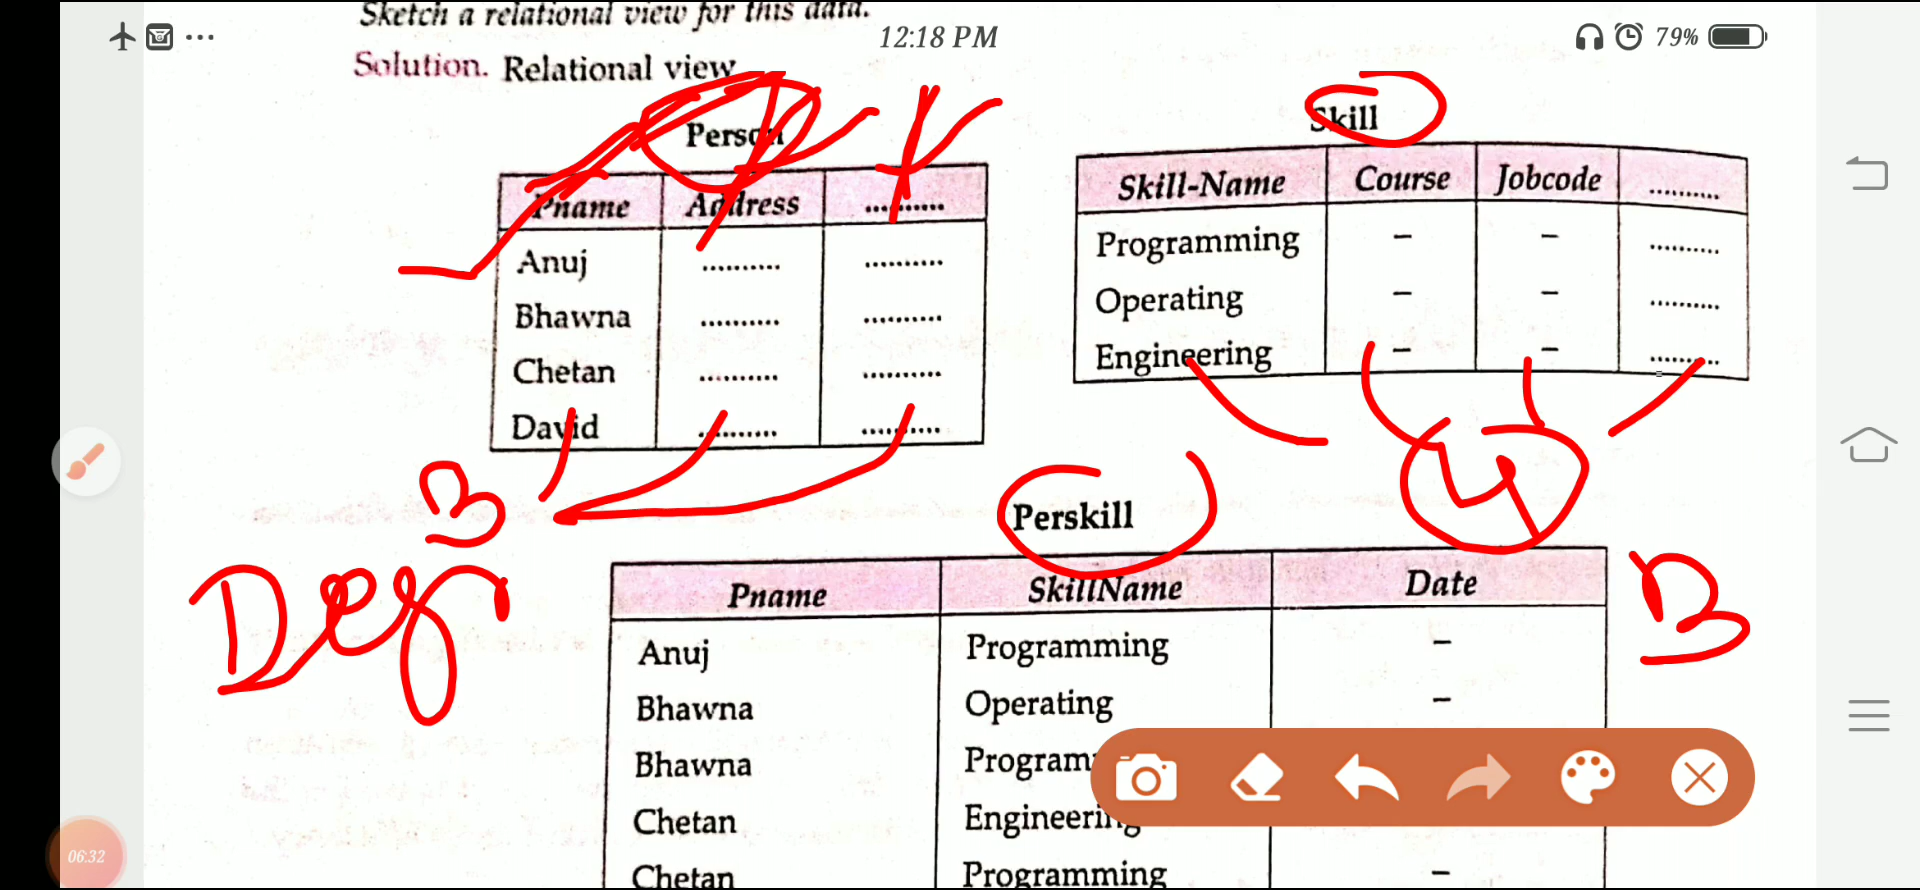 Sketch a relational view for this data.
12:18 PM
79%
Solution. Relational view
Person
Pname Address ..........
Anuj .......... ..........
Bhawna .......... ..........
Chetan .......... ..........
David .......... ..........
Skill
Skill-Name Course Jobcode ..........
Programming – – ..........
Operating – – ..........
Engineering – – ..........
3
4
Deg
Perskill
Pname SkillName Date
3
Anuj Programming –
Bhawna Operating –
Bhawna
Chetan Engineering
Chetan Programming –
06:32